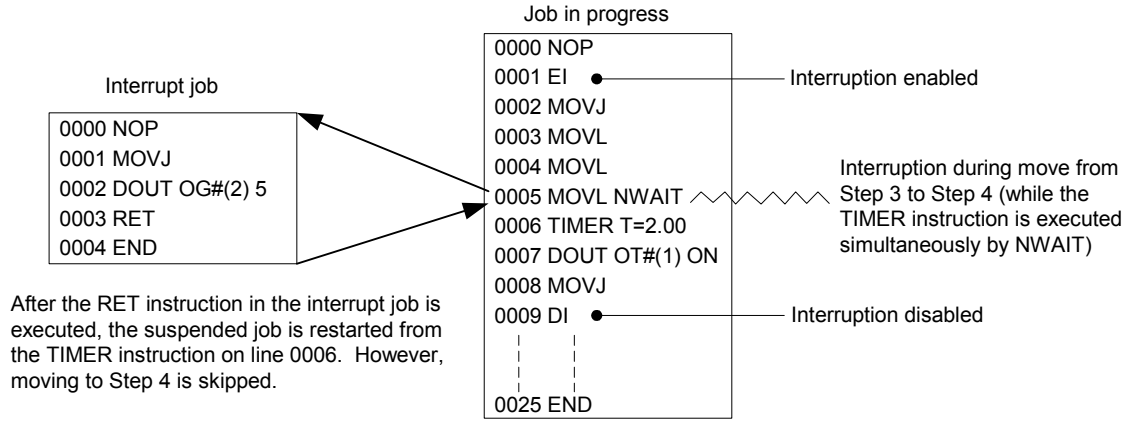 Job in progress
0000 NOP
0001 EI
Interruption enabled
0002 MOVJ
0003 MOVL
0004 MOVL
0005 MOVL NWAIT
0006 TIMER T=2.00
0007 DOUT OT#(1) ON
0008 MOVJ
0009 DI
Interruption disabled
0025 END
Interruption during move from
Step 3 to Step 4 (while the
TIMER instruction is executed
simultaneously by NWAIT)
Interrupt job
0000 NOP
0001 MOVJ
0002 DOUT OG#(2) 5
0003 RET
0004 END
After the RET instruction in the interrupt job is
executed, the suspended job is restarted from
the TIMER instruction on line 0006.  However,
moving to Step 4 is skipped.